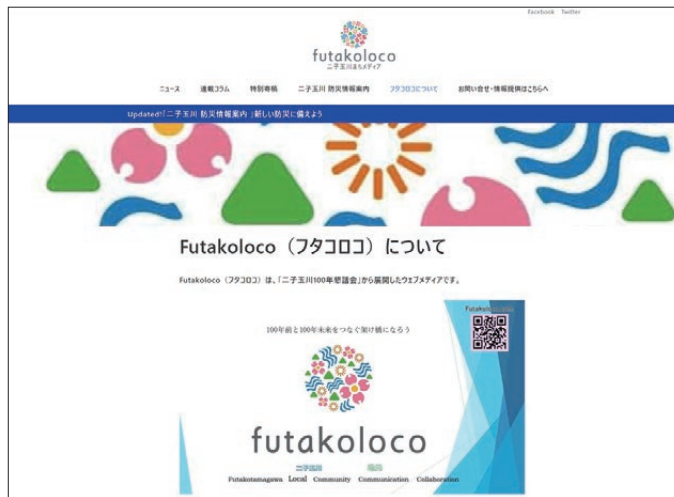 Facebook Twitter
futakoloco
二子玉川まちメディア
ニュース 連載コラム 特別寄稿 二子玉川 防災情報案内 フタコロコについて お問い合せ・情報提供はこちらへ
Updated!「二子玉川 防災情報案内 」新しい防災に備えよう
Futakoloco（フタコロコ）について
Futakoloco（フタコロコ）は、「二子玉川100年懇話会」から展開したウェブメディアです。
100年前と100年未来をつなぐ架け橋になろう
futakoloco
二子玉川
Futakotamagawa Local Community Communication Collaboration